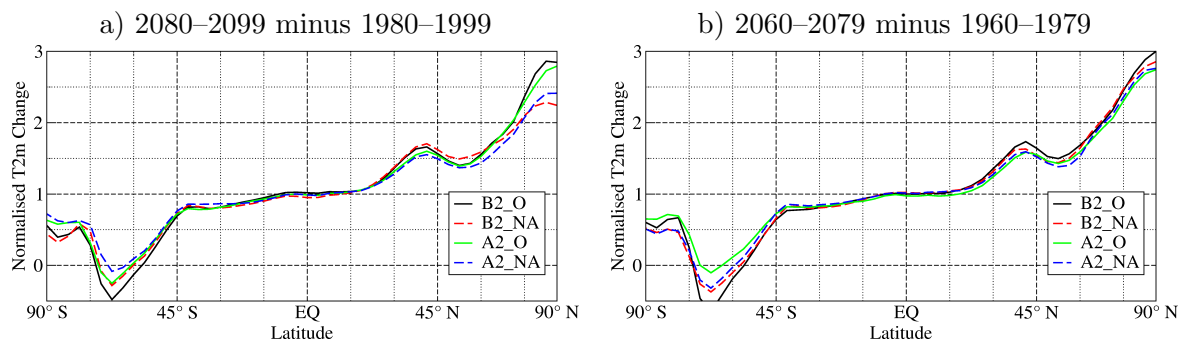 a) 2080–2099 minus 1980–1999
Normalised T2m Change
3
2
1
0
B2_O
B2_NA
A2_O
A2_NA
90° S
45° S
EQ
45° N
90° N
Latitude
b) 2060–2079 minus 1960–1979
Normalised T2m Change
3
2
1
0
B2_O
B2_NA
A2_O
A2_NA
90° S
45° S
EQ
45° N
90° N
Latitude